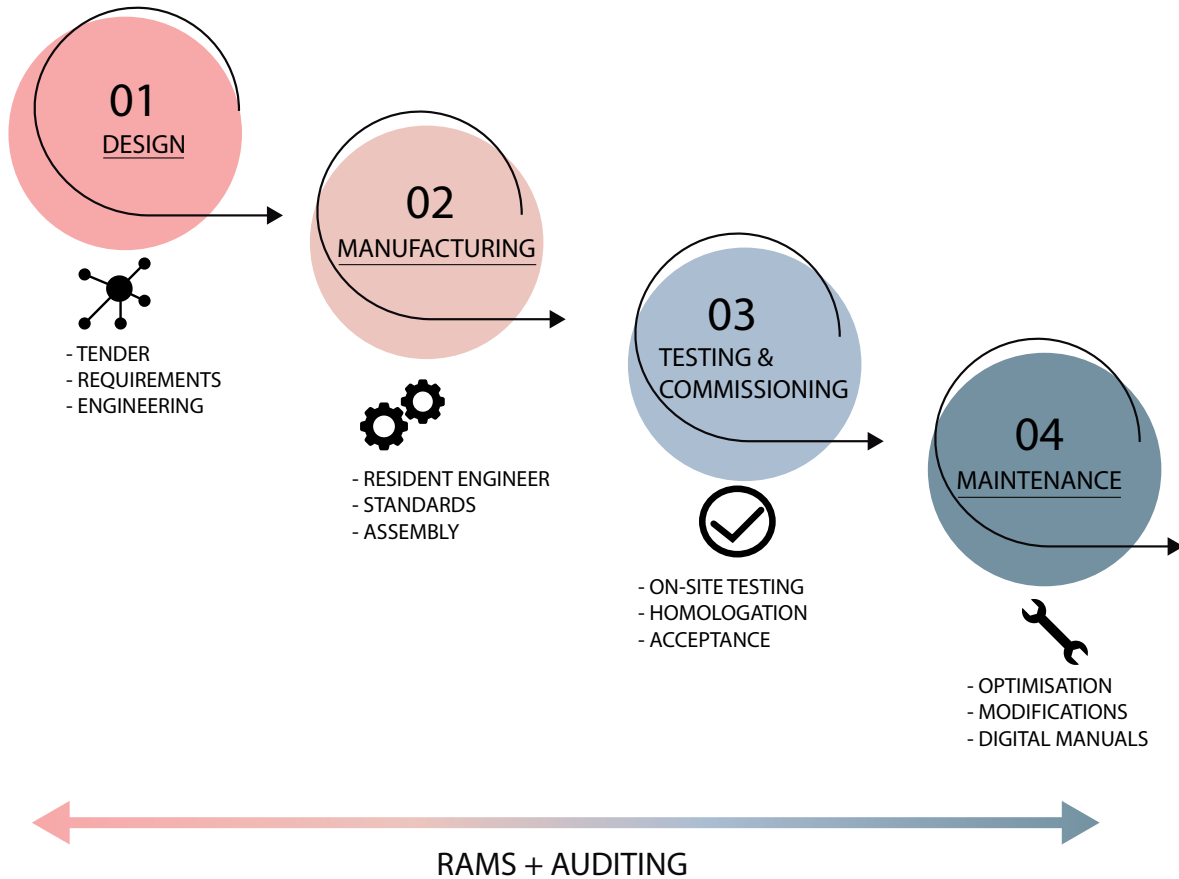 01
DESIGN
- TENDER
- REQUIREMENTS
- ENGINEERING
02
MANUFACTURING
- RESIDENT ENGINEER
- STANDARDS
- ASSEMBLY
03
TESTING &
COMMISSIONING
- ON-SITE TESTING
- HOMOLOGATION
- ACCEPTANCE
04
MAINTENANCE
- OPTIMISATION
- MODIFICATIONS
- DIGITAL MANUALS
RAMS + AUDITING